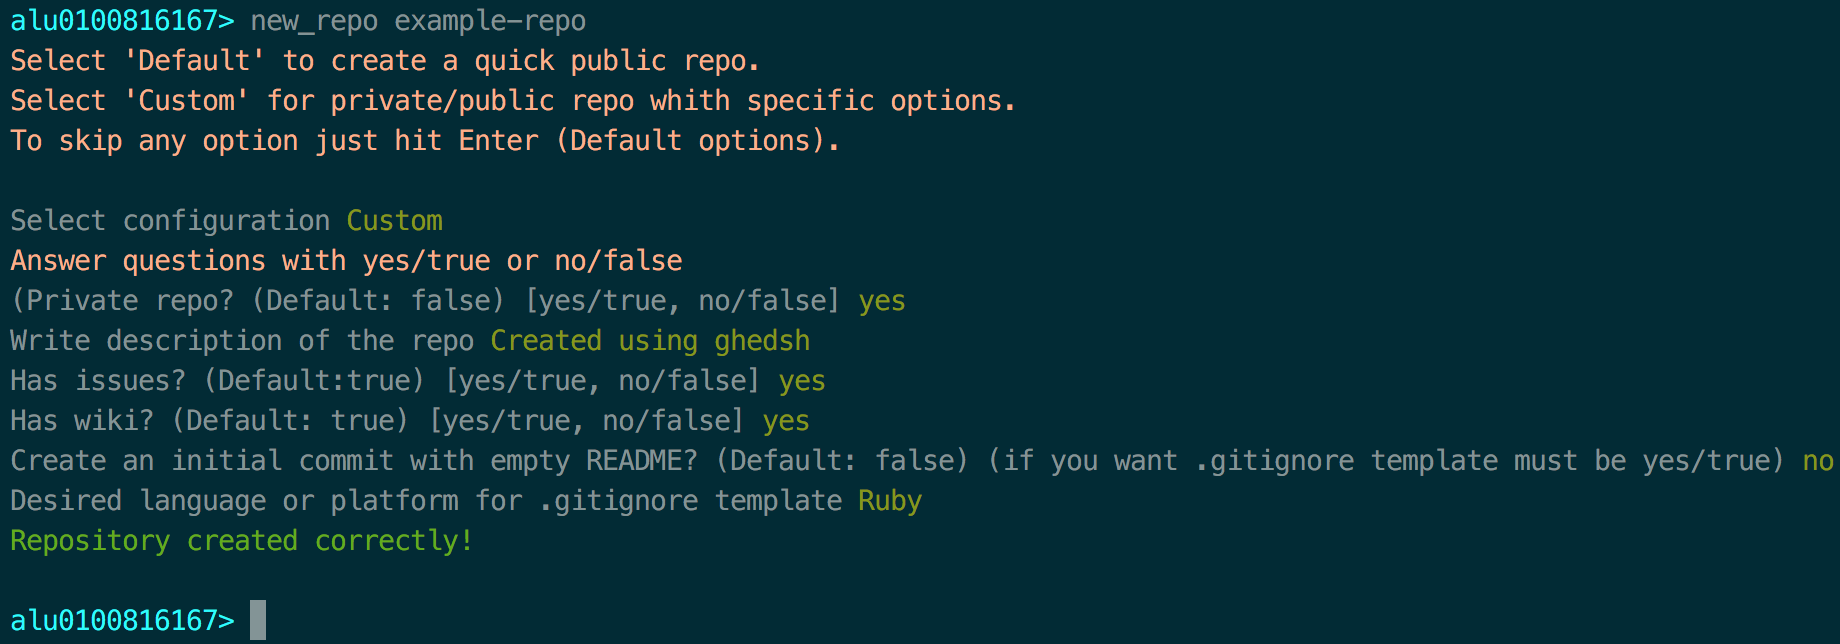 alu0100816167> new_repo example-repo
Select 'Default' to create a quick public repo.
Select 'Custom' for private/public repo whith specific options.
To skip any option just hit Enter (Default options).
Select configuration Custom
Answer questions with yes/true or no/false
(Private repo? (Default: false) [yes/true, no/false] yes
Write description of the repo Created using ghedsh
Has issues? (Default:true) [yes/true, no/false] yes
Has wiki? (Default: true) [yes/true, no/false] yes
Create an initial commit with empty README? (Default: false) (if you want .gitignore template must be yes/true) no
Desired language or platform for .gitignore template Ruby
Repository created correctly!
alu0100816167>